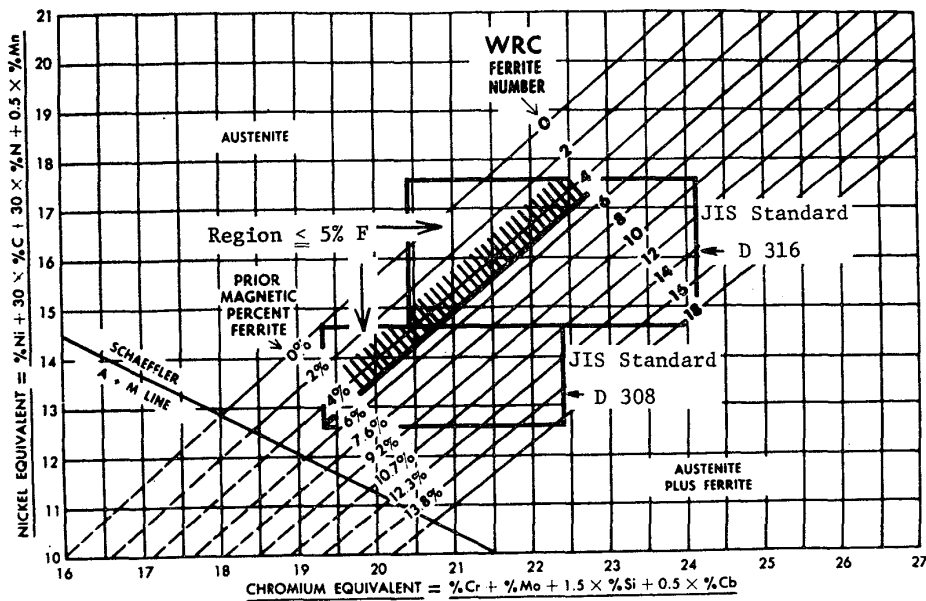 NICKEL EQUIVALENT = %Ni + 30 × %C + 30 × %N + 0.5 × %Mn
21
20
19
18
17
16
15
14
13
12
11
10
WRC
FERRITE
NUMBER
0
2
4
6
8
10
12
14
16
18
AUSTENITE
Region ≦ 5% F
JIS Standard
D 316
PRIOR
MAGNETIC
PERCENT
FERRITE
0%
2%
4%
6%
7.6%
9.2%
10.7%
12.3%
13.8%
SCHAEFFLER
A + M LINE
JIS Standard
D 308
AUSTENITE
PLUS FERRITE
16 17 18 19 20 21 22 23 24 25 26 27
CHROMIUM EQUIVALENT = %Cr + %Mo + 1.5 × %Si + 0.5 × %Cb